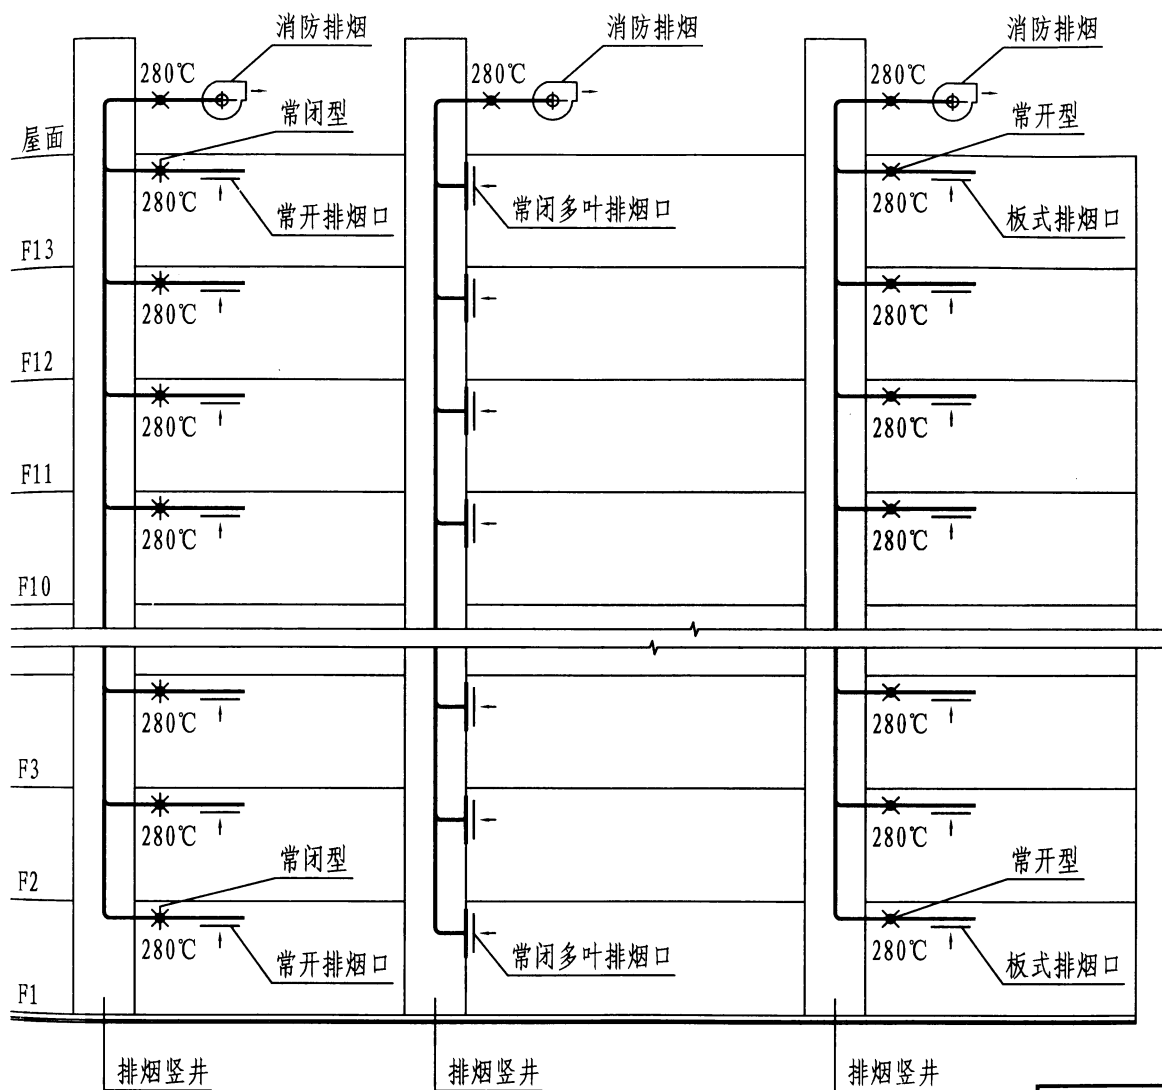 消防排烟 消防排烟 消防排烟
280℃ 280℃ 280℃
常闭型 常开型
屋面
280℃ 常开排烟口 常闭多叶排烟口 280℃ 板式排烟口
F13
280℃ 280℃
F12
280℃ 280℃
F11
280℃ 280℃
F10
280℃ 280℃
F3
280℃ 280℃
常闭型 常开型
F2
280℃ 常开排烟口 常闭多叶排烟口 280℃ 板式排烟口
F1
排烟竖井 排烟竖井 排烟竖井